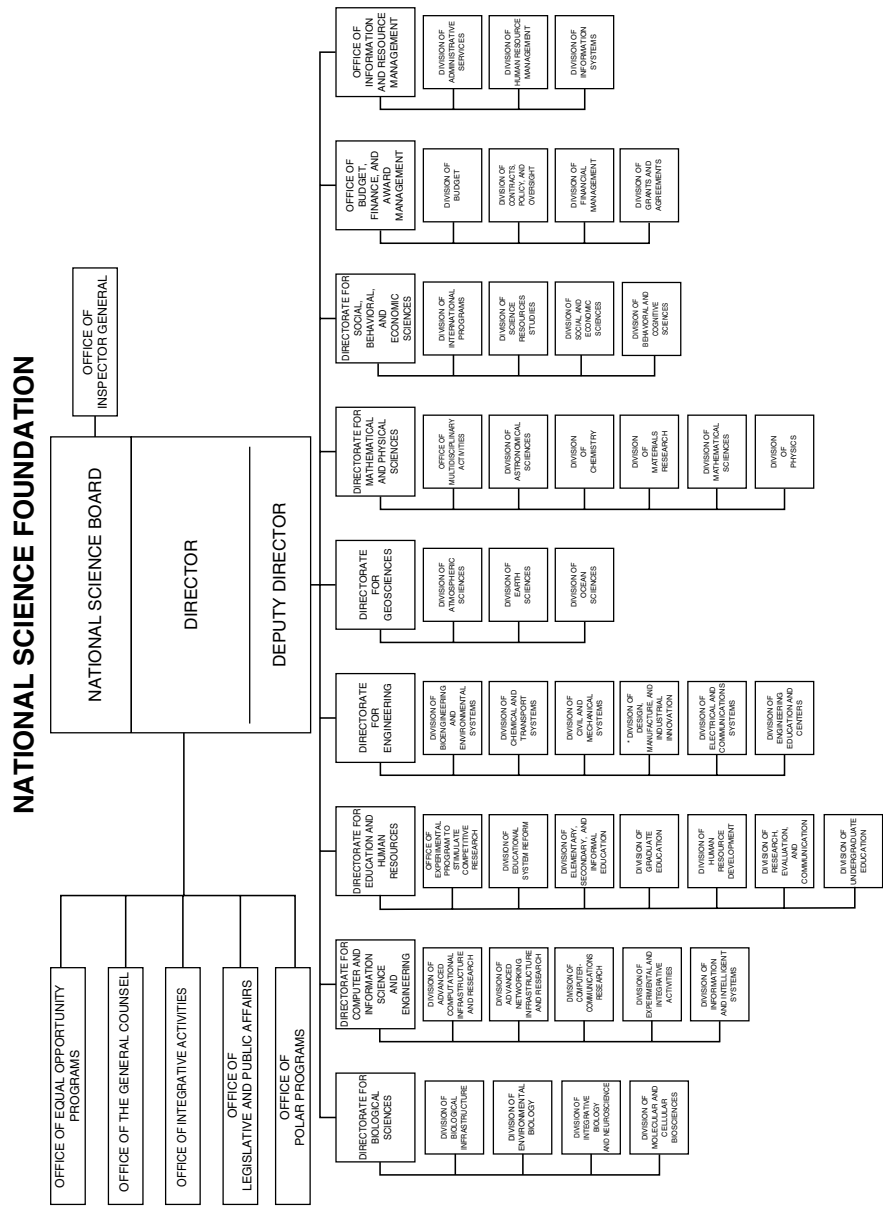 NATIONAL SCIENCE FOUNDATION
NATIONAL SCIENCE BOARD
DIRECTOR
DEPUTY DIRECTOR
OFFICE OF
INSPECTOR GENERAL
OFFICE OF EQUAL OPPORTUNITY
PROGRAMS
OFFICE OF THE GENERAL COUNSEL
OFFICE OF INTEGRATIVE ACTIVITIES
OFFICE OF
LEGISLATIVE AND PUBLIC AFFAIRS
OFFICE OF
POLAR PROGRAMS
DIRECTORATE FOR
BIOLOGICAL
SCIENCES
DIVISION OF
BIOLOGICAL
INFRASTRUCTURE
DIVISION OF
ENVIRONMENTAL
BIOLOGY
DIVISION OF
INTEGRATIVE
BIOLOGY
AND NEUROSCIENCE
DIVISION OF
MOLECULAR AND
CELLULAR
BIOSCIENCES
DIRECTORATE FOR
COMPUTER AND
INFORMATION
SCIENCE
AND
ENGINEERING
DIVISION OF
ADVANCED
COMPUTATIONAL
INFRASTRUCTURE
AND RESEARCH
DIVISION OF
ADVANCED
NETWORKING
INFRASTRUCTURE
AND RESEARCH
DIVISION OF
COMPUTER-
COMMUNICATIONS
RESEARCH
DIVISION OF
EXPERIMENTAL AND
INTEGRATIVE
ACTIVITIES
DIVISION OF
INFORMATION
AND INTELLIGENT
SYSTEMS
DIRECTORATE FOR
EDUCATION AND
HUMAN
RESOURCES
OFFICE OF
EXPERIMENTAL
PROGRAM TO
STIMULATE
COMPETITIVE
RESEARCH
DIVISION OF
EDUCATIONAL
SYSTEM REFORM
DIVISION OF
ELEMENTARY,
SECONDARY, AND
INFORMAL
EDUCATION
DIVISION OF
GRADUATE
EDUCATION
DIVISION OF
HUMAN
RESOURCE
DEVELOPMENT
DIVISION OF
RESEARCH,
EVALUATION,
AND
COMMUNICATION
DIVISION OF
UNDERGRADUATE
EDUCATION
DIRECTORATE
FOR
ENGINEERING
DIVISION OF
BIOENGINEERING
AND
ENVIRONMENTAL
SYSTEMS
DIVISION OF
CHEMICAL AND
TRANSPORT
SYSTEMS
DIVISION OF
CIVIL AND
MECHANICAL
SYSTEMS
* DIVISION OF
DESIGN,
MANUFACTURE, AND
INDUSTRIAL
INNOVATION
DIVISION OF
ELECTRICAL AND
COMMUNICATIONS
SYSTEMS
DIVISION OF
ENGINEERING
EDUCATION AND
CENTERS
DIRECTORATE
FOR
GEOSCIENCES
DIVISION OF
ATMOSPHERIC
SCIENCES
DIVISION OF
EARTH
SCIENCES
DIVISION OF
OCEAN
SCIENCES
DIRECTORATE FOR
MATHEMATICAL
AND PHYSICAL
SCIENCES
OFFICE OF
MULTIDISCIPLINARY
ACTIVITIES
DIVISION OF
ASTRONOMICAL
SCIENCES
DIVISION
OF
CHEMISTRY
DIVISION
OF
MATERIALS
RESEARCH
DIVISION OF
MATHEMATICAL
SCIENCES
DIVISION
OF
PHYSICS
DIRECTORATE FOR
SOCIAL,
BEHAVIORAL,
AND
ECONOMIC
SCIENCES
DIVISION OF
INTERNATIONAL
PROGRAMS
DIVISION OF
SCIENCE
RESOURCES
STUDIES
DIVISION OF
SOCIAL AND
ECONOMIC
SCIENCES
DIVISION OF
BEHAVIORAL AND
COGNITIVE
SCIENCES
OFFICE OF
BUDGET,
FINANCE, AND
AWARD
MANAGEMENT
DIVISION OF
BUDGET
DIVISION OF
CONTRACTS,
POLICY, AND
OVERSIGHT
DIVISION OF
FINANCIAL
MANAGEMENT
DIVISION OF
GRANTS AND
AGREEMENTS
OFFICE OF
INFORMATION
AND RESOURCE
MANAGEMENT
DIVISION OF
ADMINISTRATIVE
SERVICES
DIVISION OF
HUMAN RESOURCE
MANAGEMENT
DIVISION OF
INFORMATION
SYSTEMS